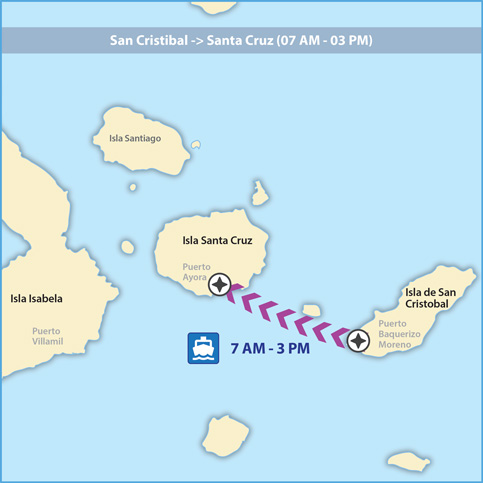 San Cristibal -> Santa Cruz (07 AM - 03 PM)
Isla Santiago
Isla Santa Cruz
Puerto
Ayora
Isla Isabela
Puerto
Villamil
Isla de San
Cristobal
Puerto
Baquerizo
Moreno
7 AM - 3 PM